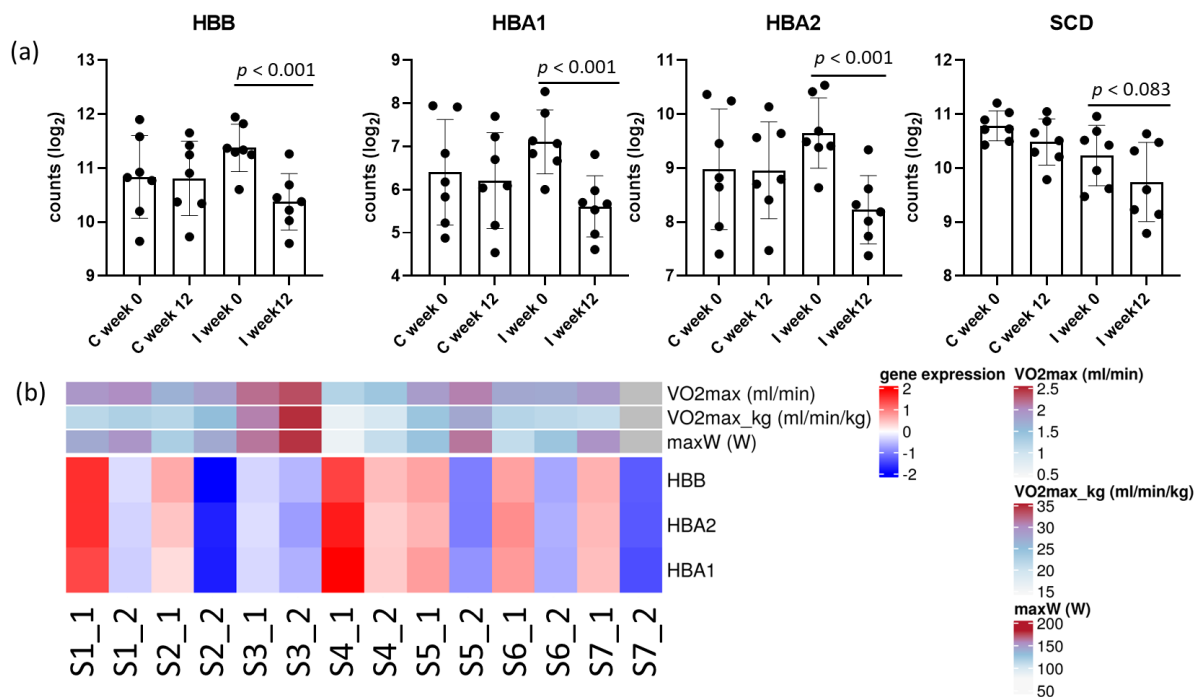 HBB HBA1 HBA2 SCD
(a)
counts (log2) 13 12 11 10 9 p < 0.001
C week 0 C week 12 I week 0 I week12
counts (log2) 9 8 7 6 5 4 p < 0.001
C week 0 C week 12 I week 0 I week12
counts (log2) 11 10 9 8 7 p < 0.001
C week 0 C week 12 I week 0 I week12
counts (log2) 12 11 10 9 8 p < 0.083
C week 0 C week 12 I week 0 I week12
(b)
VO2max (ml/min)
VO2max_kg (ml/min/kg)
maxW (W)
HBB
HBA2
HBA1
S1_1 S1_2 S2_1 S2_2 S3_1 S3_2 S4_1 S4_2 S5_1 S5_2 S6_1 S6_2 S7_1 S7_2
gene expression
2
1
0
-1
-2
VO2max (ml/min)
2.5
2
1.5
1
0.5
VO2max_kg (ml/min/kg)
35
30
25
20
15
maxW (W)
200
150
100
50